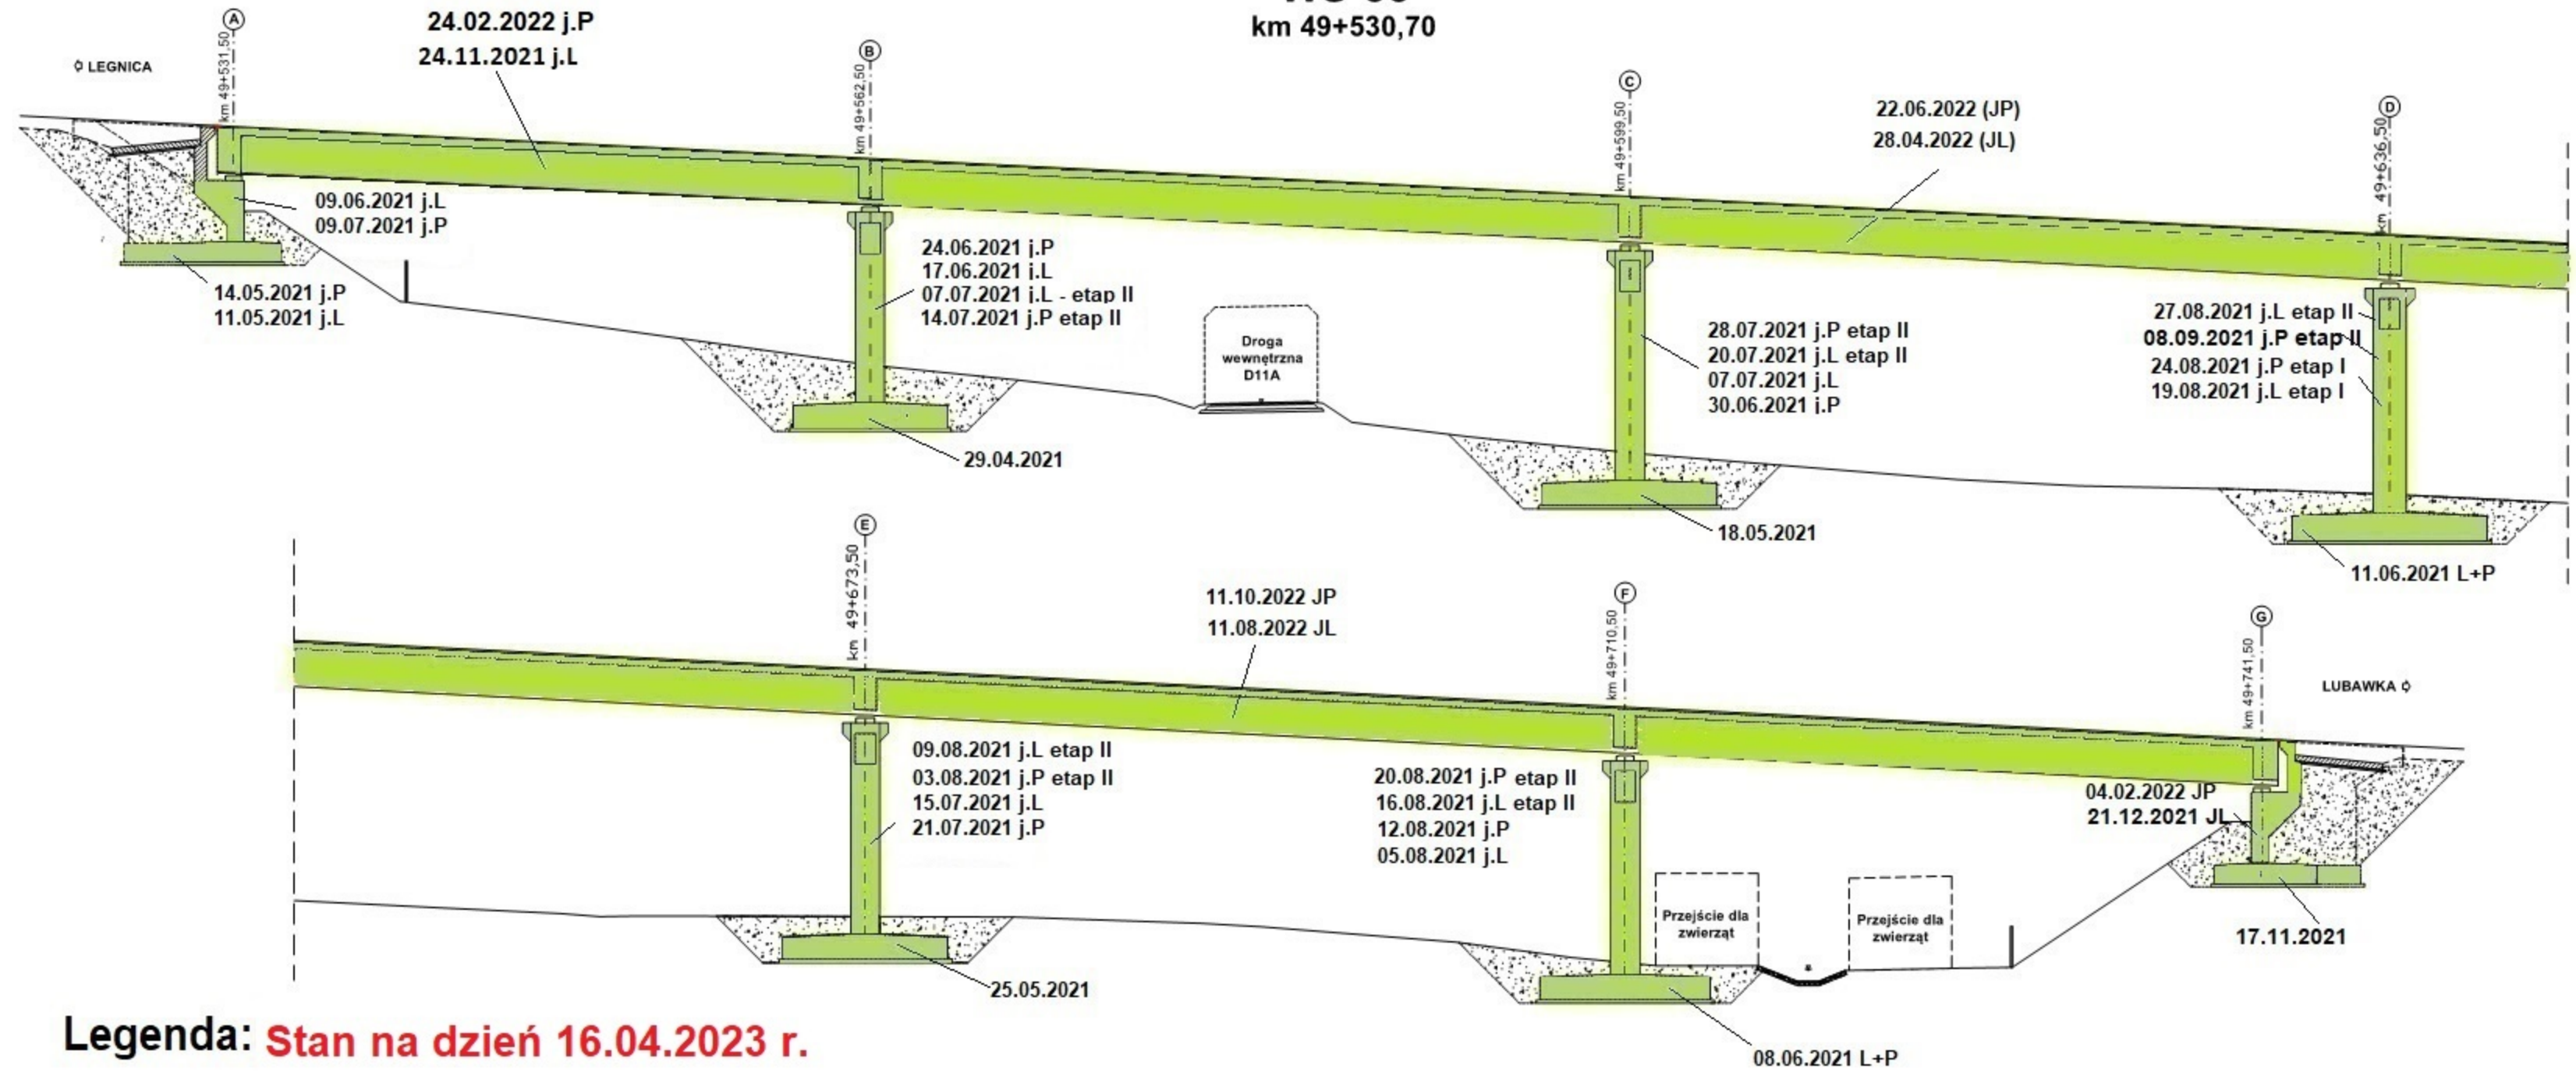 km 49+530,70
A
km 49+531,50
LEGNICA
24.02.2022 j.P
24.11.2021 j.L
B
km 49+562,50
C
km 49+599,50
22.06.2022 (JP)
28.04.2022 (JL)
D
km 49+636,50
09.06.2021 j.L
09.07.2021 j.P
14.05.2021 j.P
11.05.2021 j.L
24.06.2021 j.P
17.06.2021 j.L
07.07.2021 j.L - etap II
14.07.2021 j.P etap II
29.04.2021
Droga
wewnętrzna
D11A
28.07.2021 j.P etap II
20.07.2021 j.L etap II
07.07.2021 j.L
30.06.2021 j.P
18.05.2021
27.08.2021 j.L etap II
08.09.2021 j.P etap II
24.08.2021 j.P etap I
19.08.2021 j.L etap I
11.06.2021 L+P
E
km 49+673,50
11.10.2022 JP
11.08.2022 JL
F
km 49+710,50
G
km 49+741,50
LUBAWKA
09.08.2021 j.L etap II
03.08.2021 j.P etap II
15.07.2021 j.L
21.07.2021 j.P
25.05.2021
20.08.2021 j.P etap II
16.08.2021 j.L etap II
12.08.2021 j.P
05.08.2021 j.L
Przejście dla
zwierząt
Przejście dla
zwierząt
04.02.2022 JP
21.12.2021 JL
17.11.2021
08.06.2021 L+P
Legenda: Stan na dzień 16.04.2023 r.